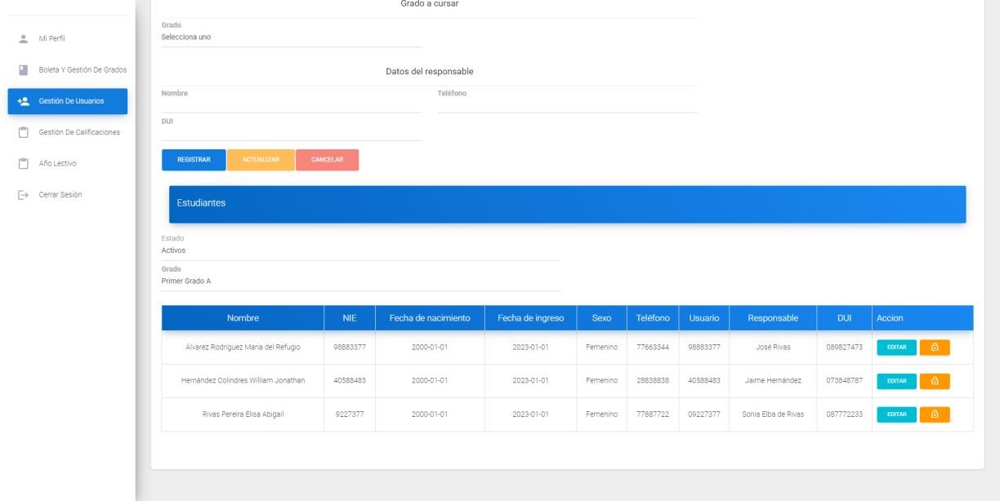 Mi Perfil
Boleta Y Gestión De Grados
Gestión De Usuarios
Gestión De Calificaciones
Año Lectivo
Cerrar Sesión
Grado a cursar
Grado
Selecciona uno
Datos del responsable
Nombre Teléfono
DUI
REGISTRAR ACTUALIZAR CANCELAR
Estudiantes
Estado
Activos
Grado
Primer Grado A
Nombre NIE Fecha de nacimiento Fecha de ingreso Sexo Teléfono Usuario Responsable DUI Accion
Álvarez Rodríguez Maria del Refugio 98883377 2000-01-01 2023-01-01 Femenino 77663344 98883377 José Rivas 089827473 EDITAR
Hernández Colindres William Jonathan 40588483 2000-01-01 2023-01-01 Femenino 28838838 40588483 Jaime Hernández 073848787 EDITAR
Rivas Pereira Elisa Abigail 9227377 2000-01-01 2023-01-01 Femenino 77887722 09227377 Sonia Elba de Rivas 087772233 EDITAR